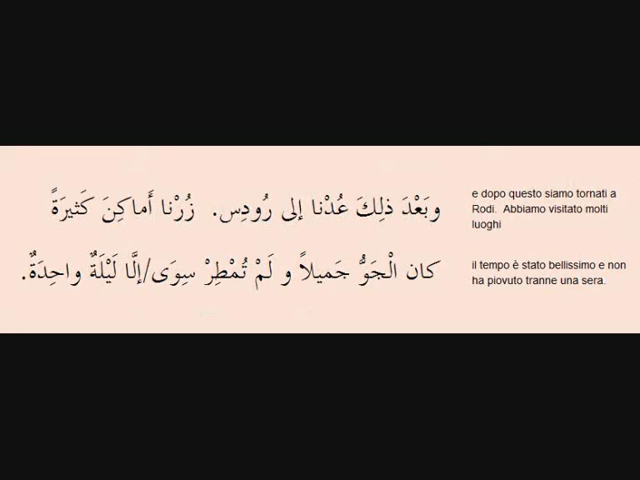 وبَعْدَ ذلِكَ عُدْنا إلى رُودِس. زُرْنا أَماكِنَ كَثيرَةً
e dopo questo siamo tornati a
Rodi. Abbiamo visitato molti
luoghi
كان الْجَوُّ جَميلاً و لَمْ تُمْطِرْ سِوَى/إلَّا لَيْلَةٌ واحِدَةٌ.
il tempo è stato bellissimo e non
ha piovuto tranne una sera.